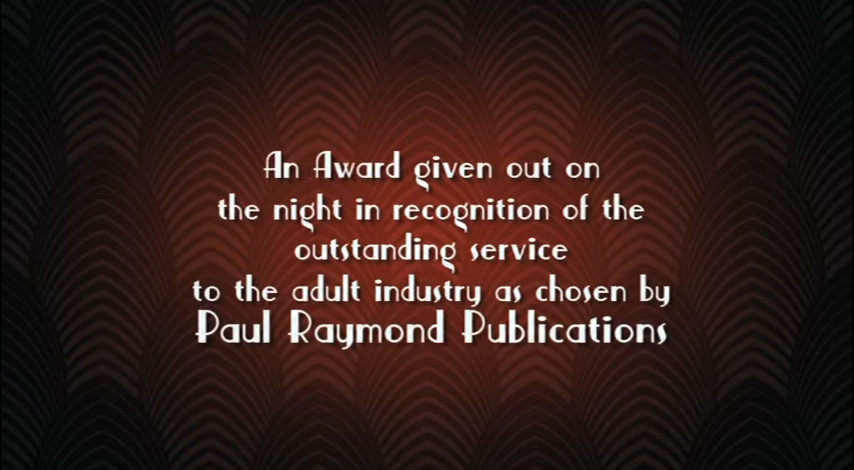 An Award given out on
the night in recognition of the
outstanding service
to the adult industry as chosen by
Paul Raymond Publications